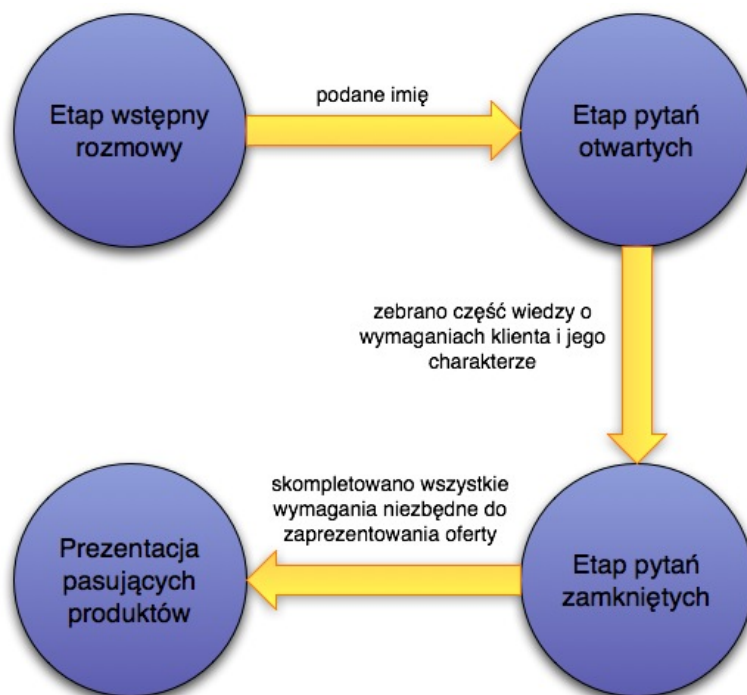 Etap wstępny
rozmowy
podane imię
Etap pytań
otwartych
zebrano część wiedzy o
wymaganiach klienta i jego
charakterze
Etap pytań
zamkniętych
skompletowano wszystkie
wymagania niezbędne do
zaprezentowania oferty
Prezentacja
pasujących
produktów